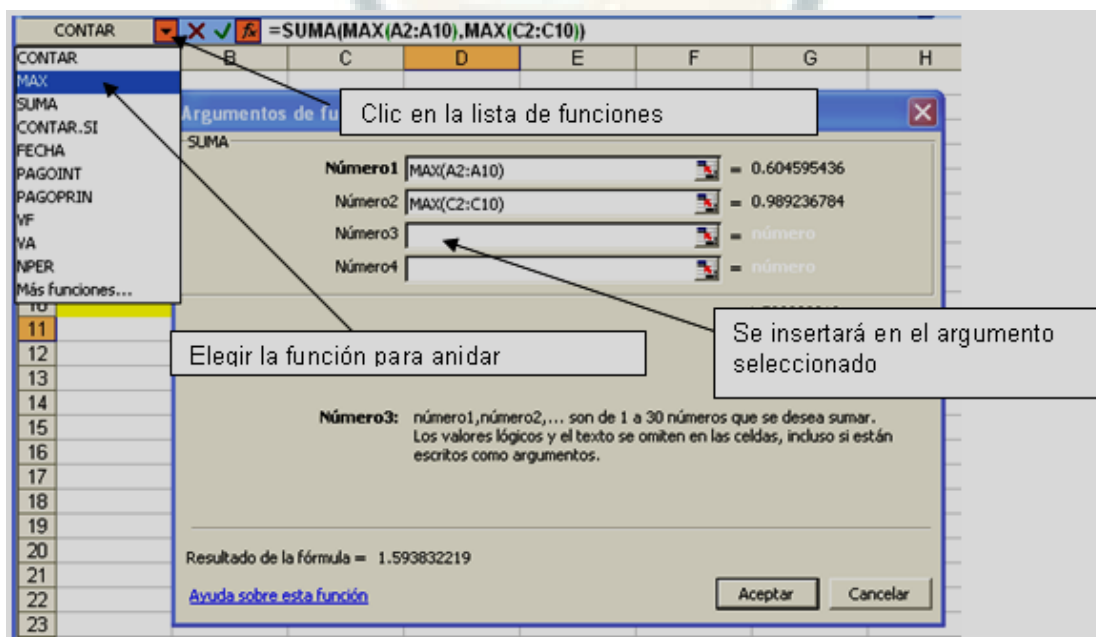 CONTAR =SUMA(MAX(A2:A10),MAX(C2:C10))
B C D E F G H
CONTAR
MAX
SUMA
CONTAR.SI
FECHA
PAGOINT
PAGOPRIN
VF
VA
NPER
Más funciones...
Clic en la lista de funciones
Argumentos de
SUMA
Número1 MAX(A2:A10) = 0.604595436
Número2 MAX(C2:C10) = 0.989236784
Número3 = número
Número4 = número
Se insertará en el argumento
seleccionado
Elegir la función para anidar
10
11
12
13
14
15
16
17
18
19
20
21
22
23
Número3: número1,número2,... son de 1 a 30 números que se desea sumar.
Los valores lógicos y el texto se omiten en las celdas, incluso si están
escritos como argumentos.
Resultado de la fórmula = 1.593832219
Ayuda sobre esta función
Aceptar Cancelar